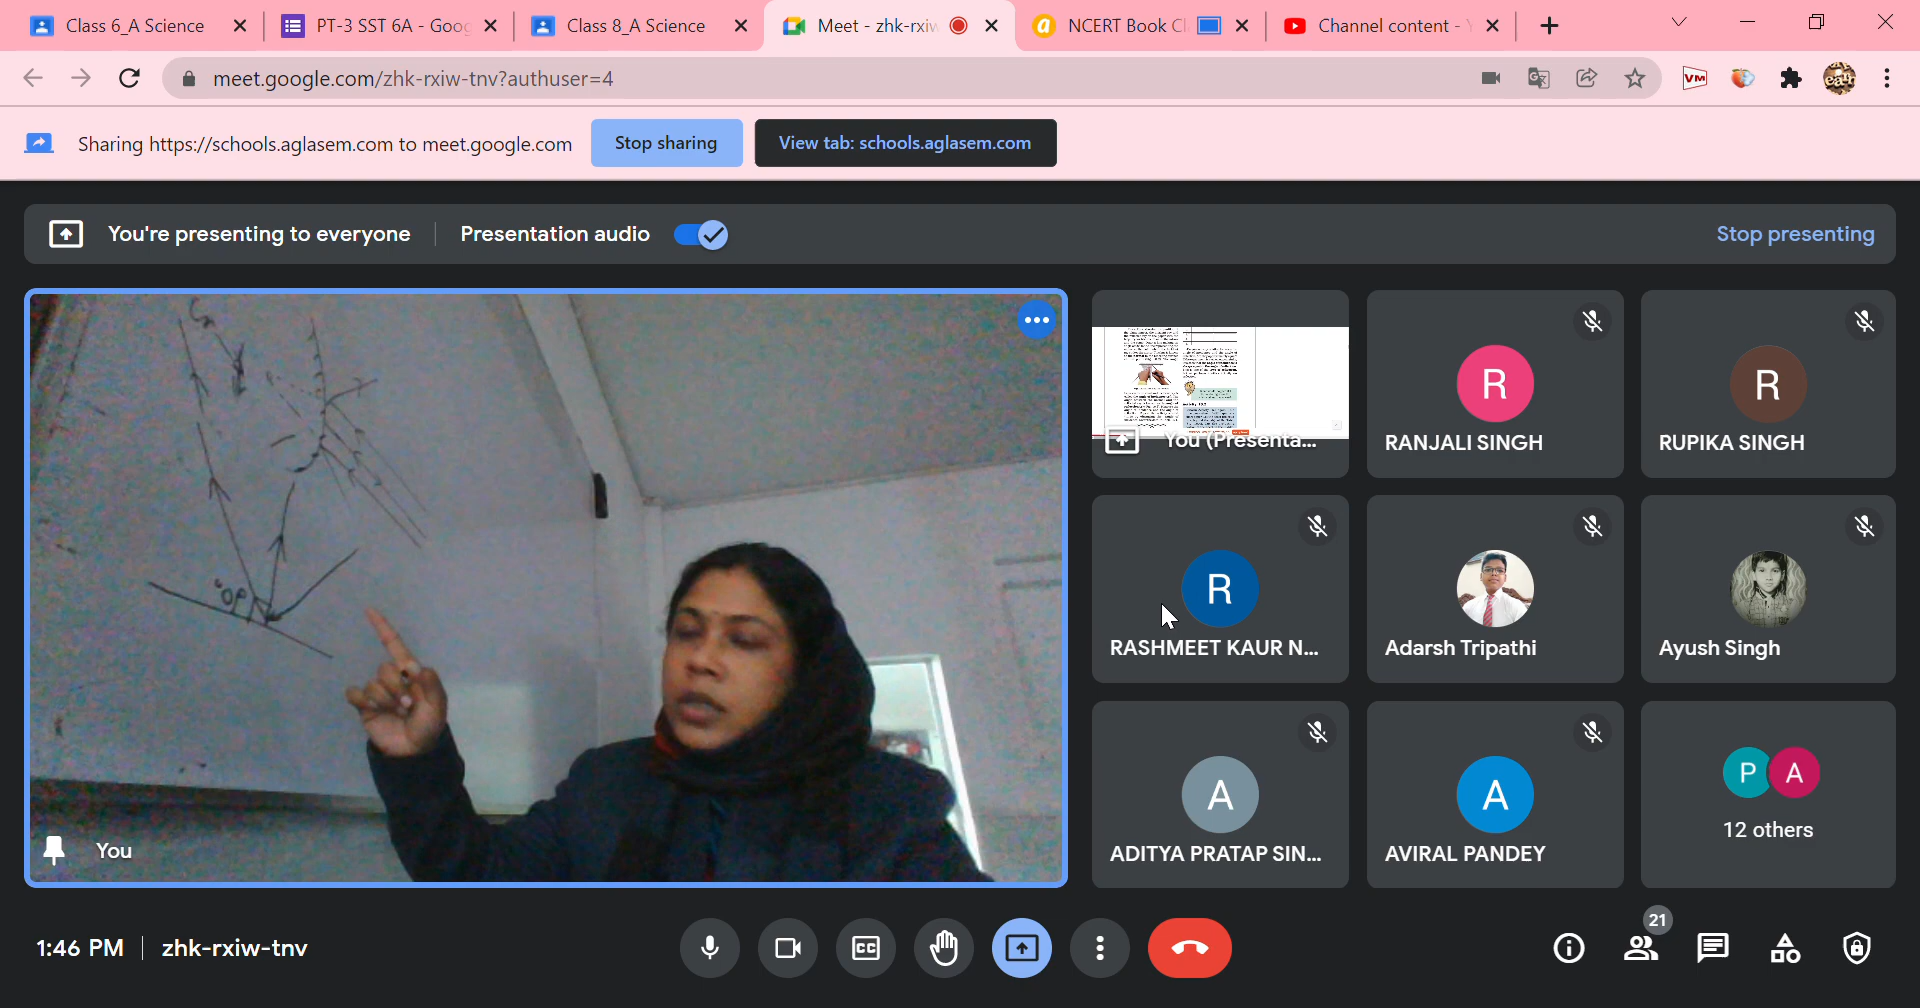 Class 6_A Science
PT-3 SST 6A - Goog
Class 8_A Science
Meet - zhk-rxiw
NCERT Book Cl
Channel content - Y
meet.google.com/zhk-rxiw-tnv?authuser=4
VM
Sharing https://schools.aglasem.com to meet.google.com
Stop sharing
View tab: schools.aglasem.com
You're presenting to everyone
Presentation audio
Stop presenting
90°
You
You (Presenta...
R
RANJALI SINGH
R
RUPIKA SINGH
R
RASHMEET KAUR N...
Adarsh Tripathi
Ayush Singh
A
ADITYA PRATAP SIN...
A
AVIRAL PANDEY
P A
12 others
1:46 PM
zhk-rxiw-tnv
CC
21